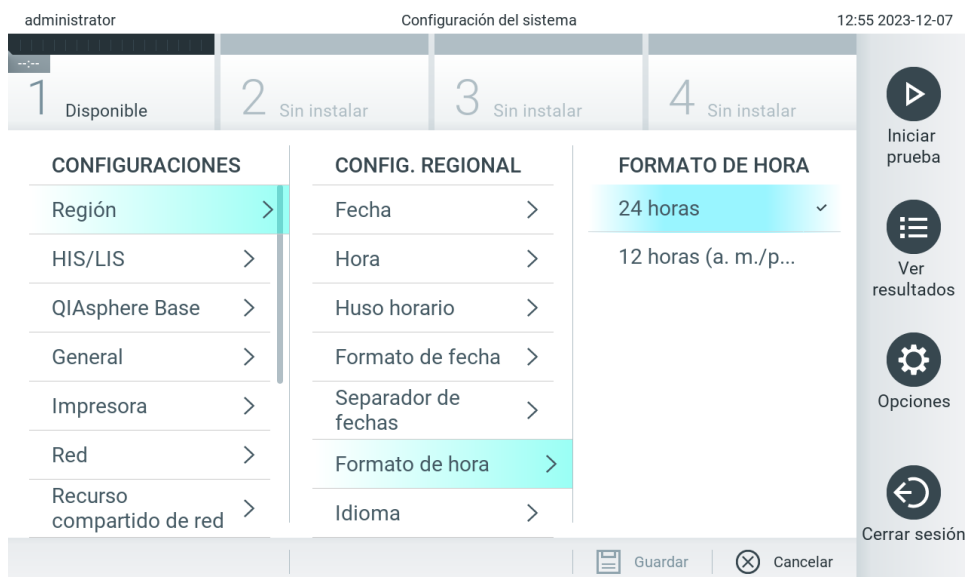 administrator
Configuración del sistema
12:55 2023-12-07
--:--
1 Disponible
2 Sin instalar
3 Sin instalar
4 Sin instalar
CONFIGURACIONES
Región
HIS/LIS
QIAsphere Base
General
Impresora
Red
Recurso
compartido de red
CONFIG. REGIONAL
Fecha
Hora
Huso horario
Formato de fecha
Separador de
fechas
Formato de hora
Idioma
FORMATO DE HORA
24 horas
12 horas (a. m./p...
Iniciar
prueba
Ver
resultados
Opciones
Cerrar sesión
Guardar
Cancelar